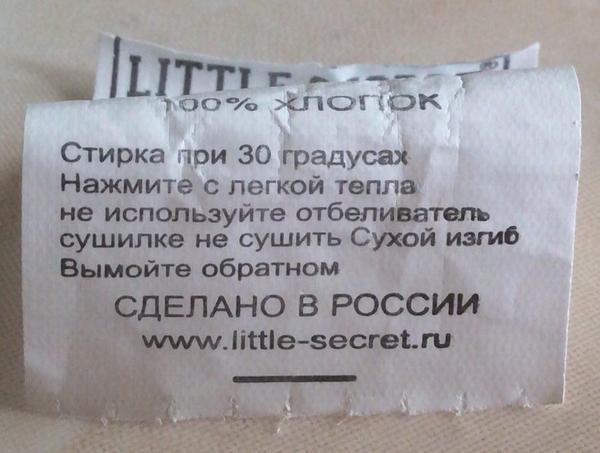 LITTLE
100% ХЛОПОК
Стирка при 30 градусах
Нажмите с легкой тепла
не используйте отбеливатель
сушилке не сушить Сухой изгиб
Вымойте обратном
СДЕЛАНО В РОССИИ
www.little-secret.ru